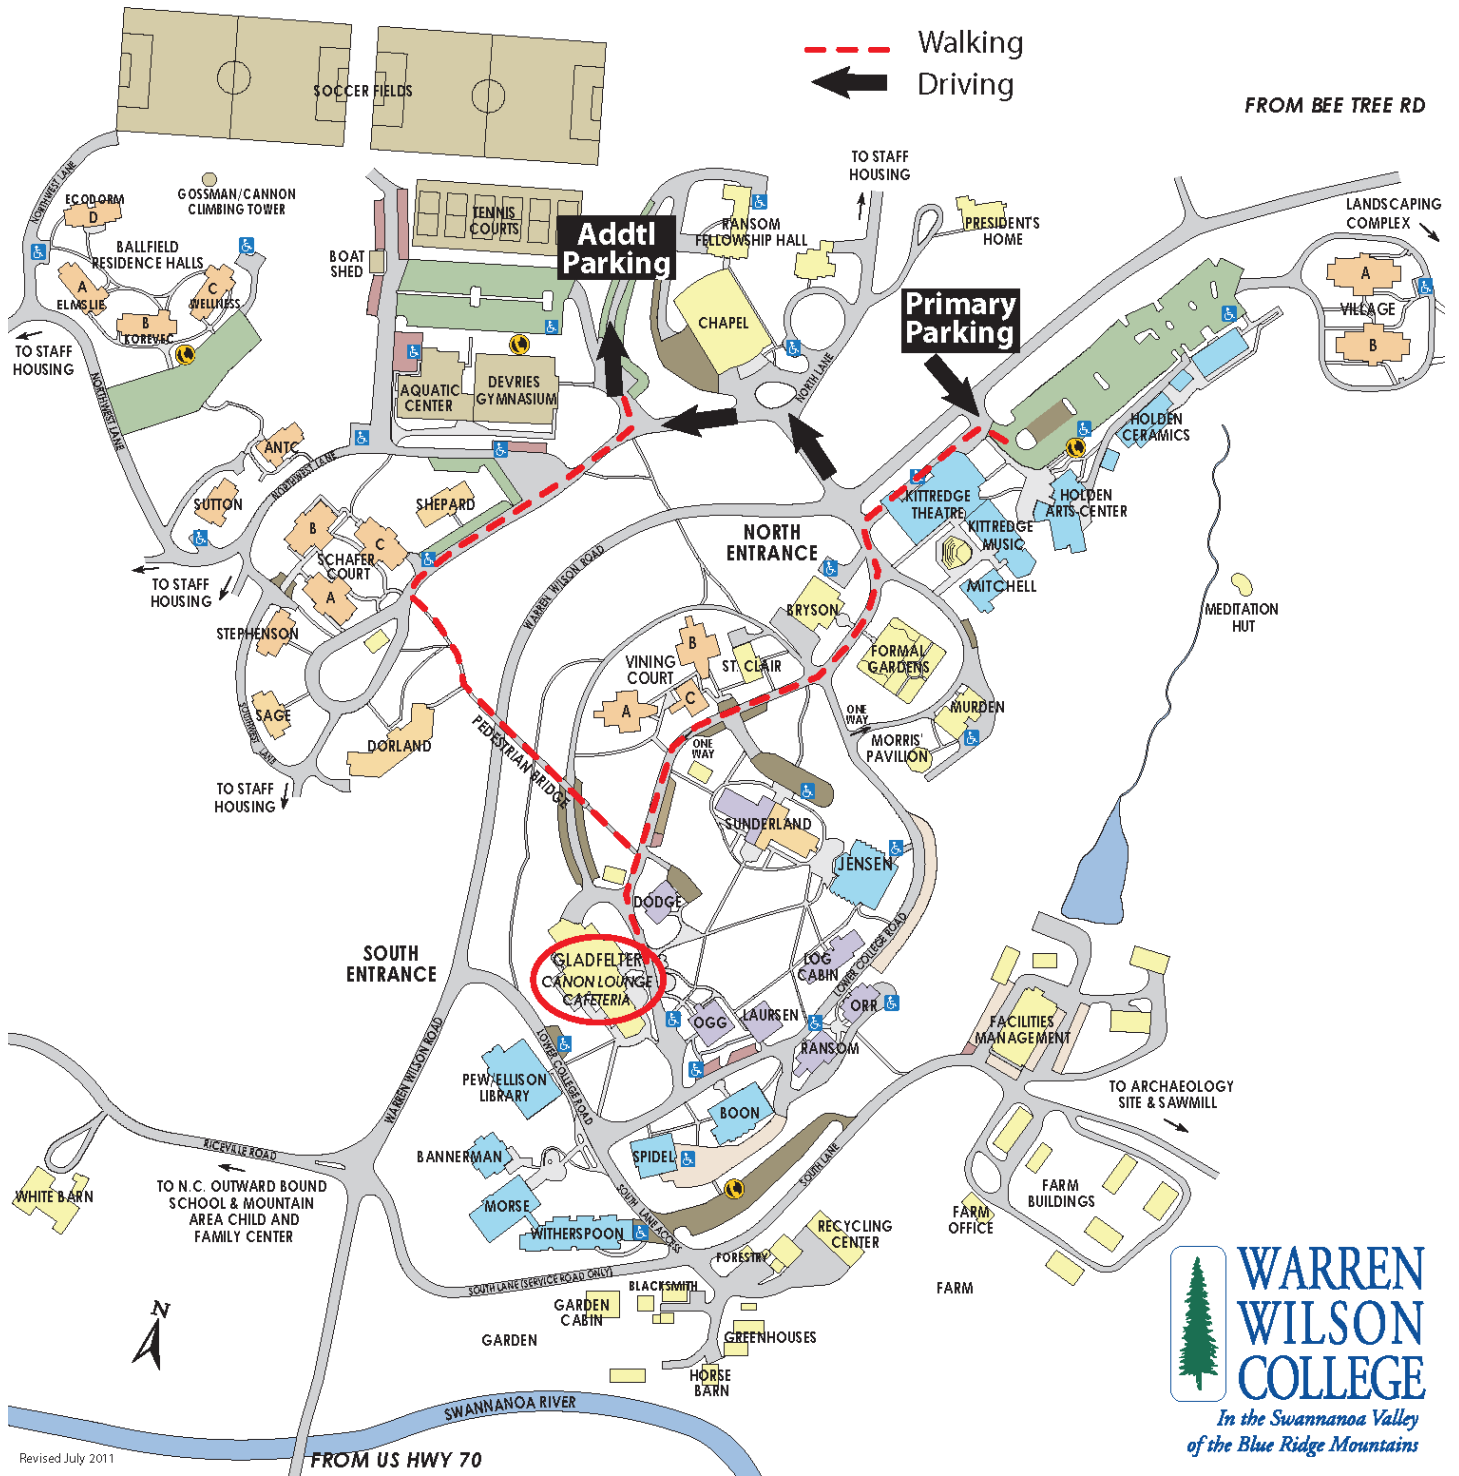 Walking
Driving
FROM BEE TREE RD
SOCCER FIELDS
TO STAFF
HOUSING
NORTHWEST LANE
ECODORM
D
GOSSMAN/CANNON
CLIMBING TOWER
TENNIS
COURTS
Addtl
Parking
RANSOM
FELLOWSHIP HALL
PRESIDENTS
HOME
LANDSCAPING
COMPLEX
BALLFIELD
RESIDENCE HALLS
BOAT
SHED
A
ELMSLIE
C
WELLNESS
B
KOREVEC
A
VILLAGE
B
Primary
Parking
CHAPEL
TO STAFF
HOUSING
NORTHWEST LANE
AQUATIC
CENTER
DEVRIES
GYMNASIUM
NORTH LANE
HOLDEN
CERAMICS
ANTC
NORTHWEST LANE
SUTTON
SHEPARD
KITTREDGE
THEATRE
HOLDEN
ARTS CENTER
KITTREDGE
MUSIC
B
C
SCHAFER
COURT
A
NORTH
ENTRANCE
WARREN WILSON ROAD
TO STAFF
HOUSING
MITCHELL
BRYSON
MEDITATION
HUT
STEPHENSON
B
VINING
COURT
ST. CLAIR
C
A
FORMAL
GARDENS
SAGE
SOUTHWEST LANE
DORLAND
PEDESTRIAN BRIDGE
ONE
WAY
ONE
WAY
MURDEN
MORRIS'
PAVILION
TO STAFF
HOUSING
SUNDERLAND
JENSEN
DODGE
SOUTH
ENTRANCE
GLADFELTER
CANON LOUNGE
CAFETERIA
LOG
CABIN
LOWER COLLEGE ROAD
OGG
LAURSEN
ORR
RANSOM
FACILITIES
MANAGEMENT
WARREN WILSON ROAD
LOWER COLLEGE ROAD
PEW/ELLISON
LIBRARY
BOON
TO ARCHAEOLOGY
SITE & SAWMILL
RICEVILLE ROAD
BANNERMAN
SPIDEL
SOUTH LANE
WHITE BARN
TO N.C. OUTWARD BOUND
SCHOOL & MOUNTAIN
AREA CHILD AND
FAMILY CENTER
MORSE
WITHERSPOON
SOUTH LANE ACCESS
FARM
BUILDINGS
FARM
OFFICE
RECYCLING
CENTER
FORESTRY
SOUTH LANE (SERVICE ROAD ONLY)
BLACKSMITH
FARM
GARDEN
CABIN
GARDEN
GREENHOUSES
HORSE
BARN
N
SWANNANOA RIVER
FROM US HWY 70
Revised July 2011
WARREN
WILSON
COLLEGE
In the Swannanoa Valley
of the Blue Ridge Mountains